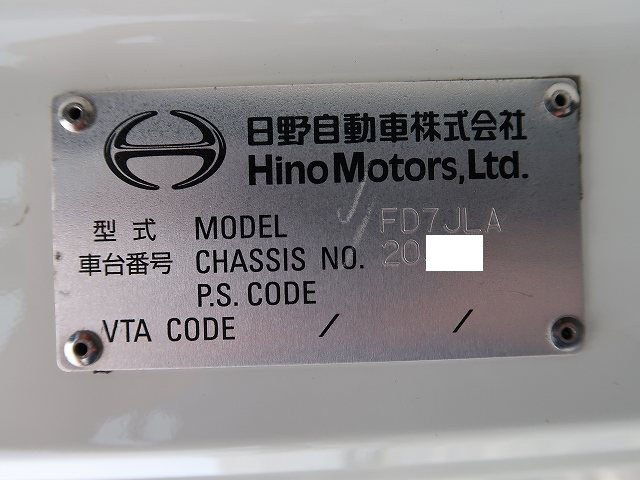 日野自動車株式会社
Hino Motors, Ltd.
型式 MODEL FD7JLA
車台番号 CHASSIS NO. 20
P.S. CODE
VTA CODE / /